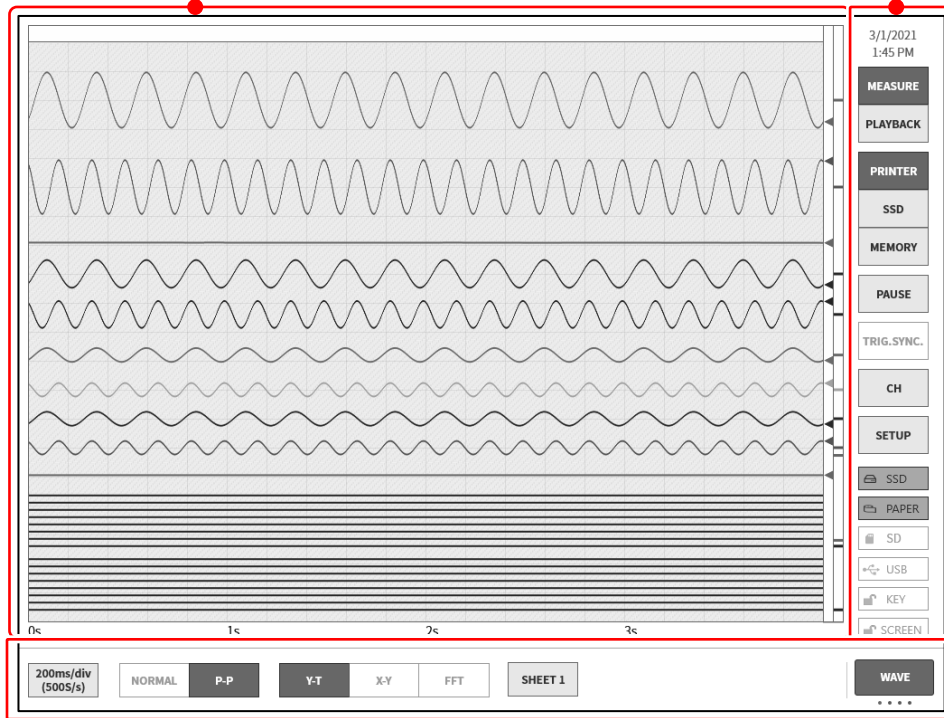 3/1/2021
1:45 PM
MEASURE
PLAYBACK
PRINTER
SSD
MEMORY
PAUSE
TRIG.SYNC.
CH
SETUP
SSD
PAPER
SD
USB
KEY
SCREEN
0s 1s 2s 3s
200ms/div
(500S/s)
NORMAL P-P Y-T X-Y FFT SHEET 1 WAVE